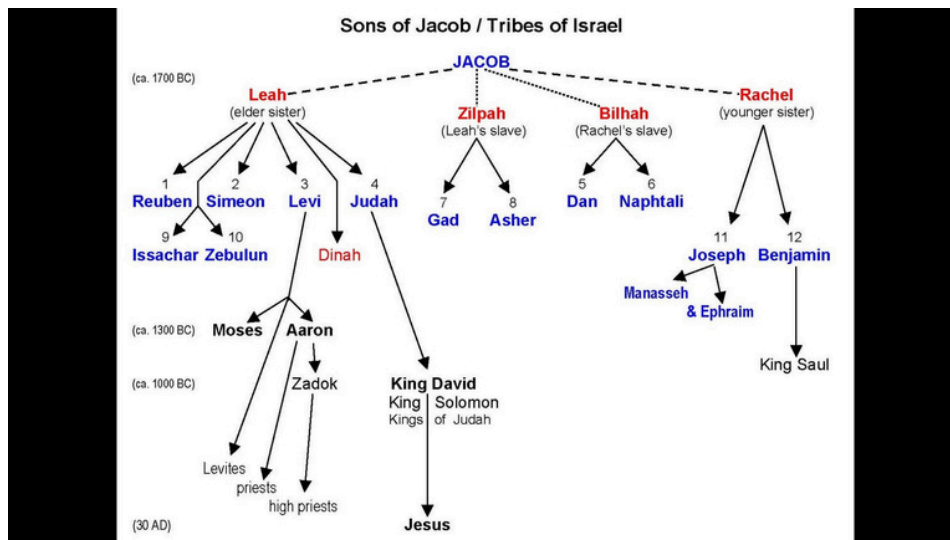 Sons of Jacob / Tribes of Israel
JACOB
(ca. 1700 BC)
Leah
(elder sister)
Zilpah
(Leah's slave)
Bilhah
(Rachel's slave)
Rachel
(younger sister)
1 2 3 4
Reuben Simeon Levi Judah
7 8
Gad Asher
5 6
Dan Naphtali
9 10
Issachar Zebulun
Dinah
11 12
Joseph Benjamin
Manasseh
& Ephraim
(ca. 1300 BC)
Moses Aaron
King Saul
(ca. 1000 BC)
Zadok
King David
King Solomon
Kings of Judah
Levites
priests
high priests
(30 AD)
Jesus